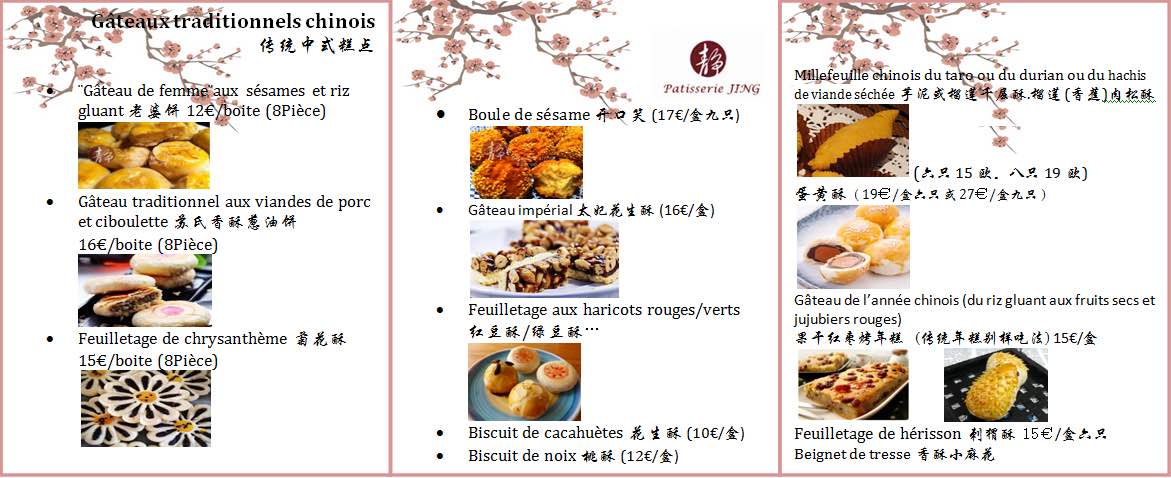 Gâteaux traditionnels chinois
传统中式糕点
• "Gâteau de femme"aux sésames et riz
gluant 老婆饼 12€/boite (8Pièce)
静
• Gâteau traditionnel aux viandes de porc
et ciboulette 苏氏香酥葱油饼
16€/boite (8Pièce)
• Feuilletage de chrysanthème 菊花酥
15€/boite (8Pièce)
静
Patisserie JING
• Boule de sésame 开口笑 (17€/盒九只)
静
• Gâteau impérial 太妃花生酥 (16€/盒)
• Feuilletage aux haricots rouges/verts
红豆酥/绿豆酥…
• Biscuit de cacahuètes 花生酥 (10€/盒)
• Biscuit de noix 桃酥 (12€/盒)
Millefeuille chinois du taro ou du durian ou du hachis
de viande séchée 芋泥或榴莲千层酥.榴莲(香蕉)肉松酥
(六只 15 欧. 八只 19 欧)
蛋黄酥 (19€/盒六只或 27€/盒九只)
Gâteau de l'année chinois (du riz gluant aux fruits secs et
jujubiers rouges)
果干红枣烤年糕 (传统年糕别样吃法) 15€/盒
Feuilletage de hérisson 刺猬酥 15€/盒六只
Beignet de tresse 香酥小麻花